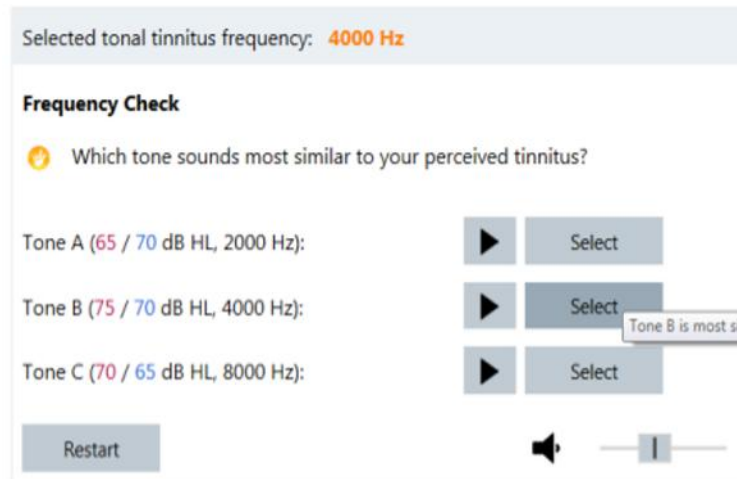 Selected tonal tinnitus frequency: 4000 Hz
Frequency Check
Which tone sounds most similar to your perceived tinnitus?
Tone A (65 / 70 dB HL, 2000 Hz): Select
Tone B (75 / 70 dB HL, 4000 Hz): Select
Tone B is most s
Tone C (70 / 65 dB HL, 8000 Hz): Select
Restart